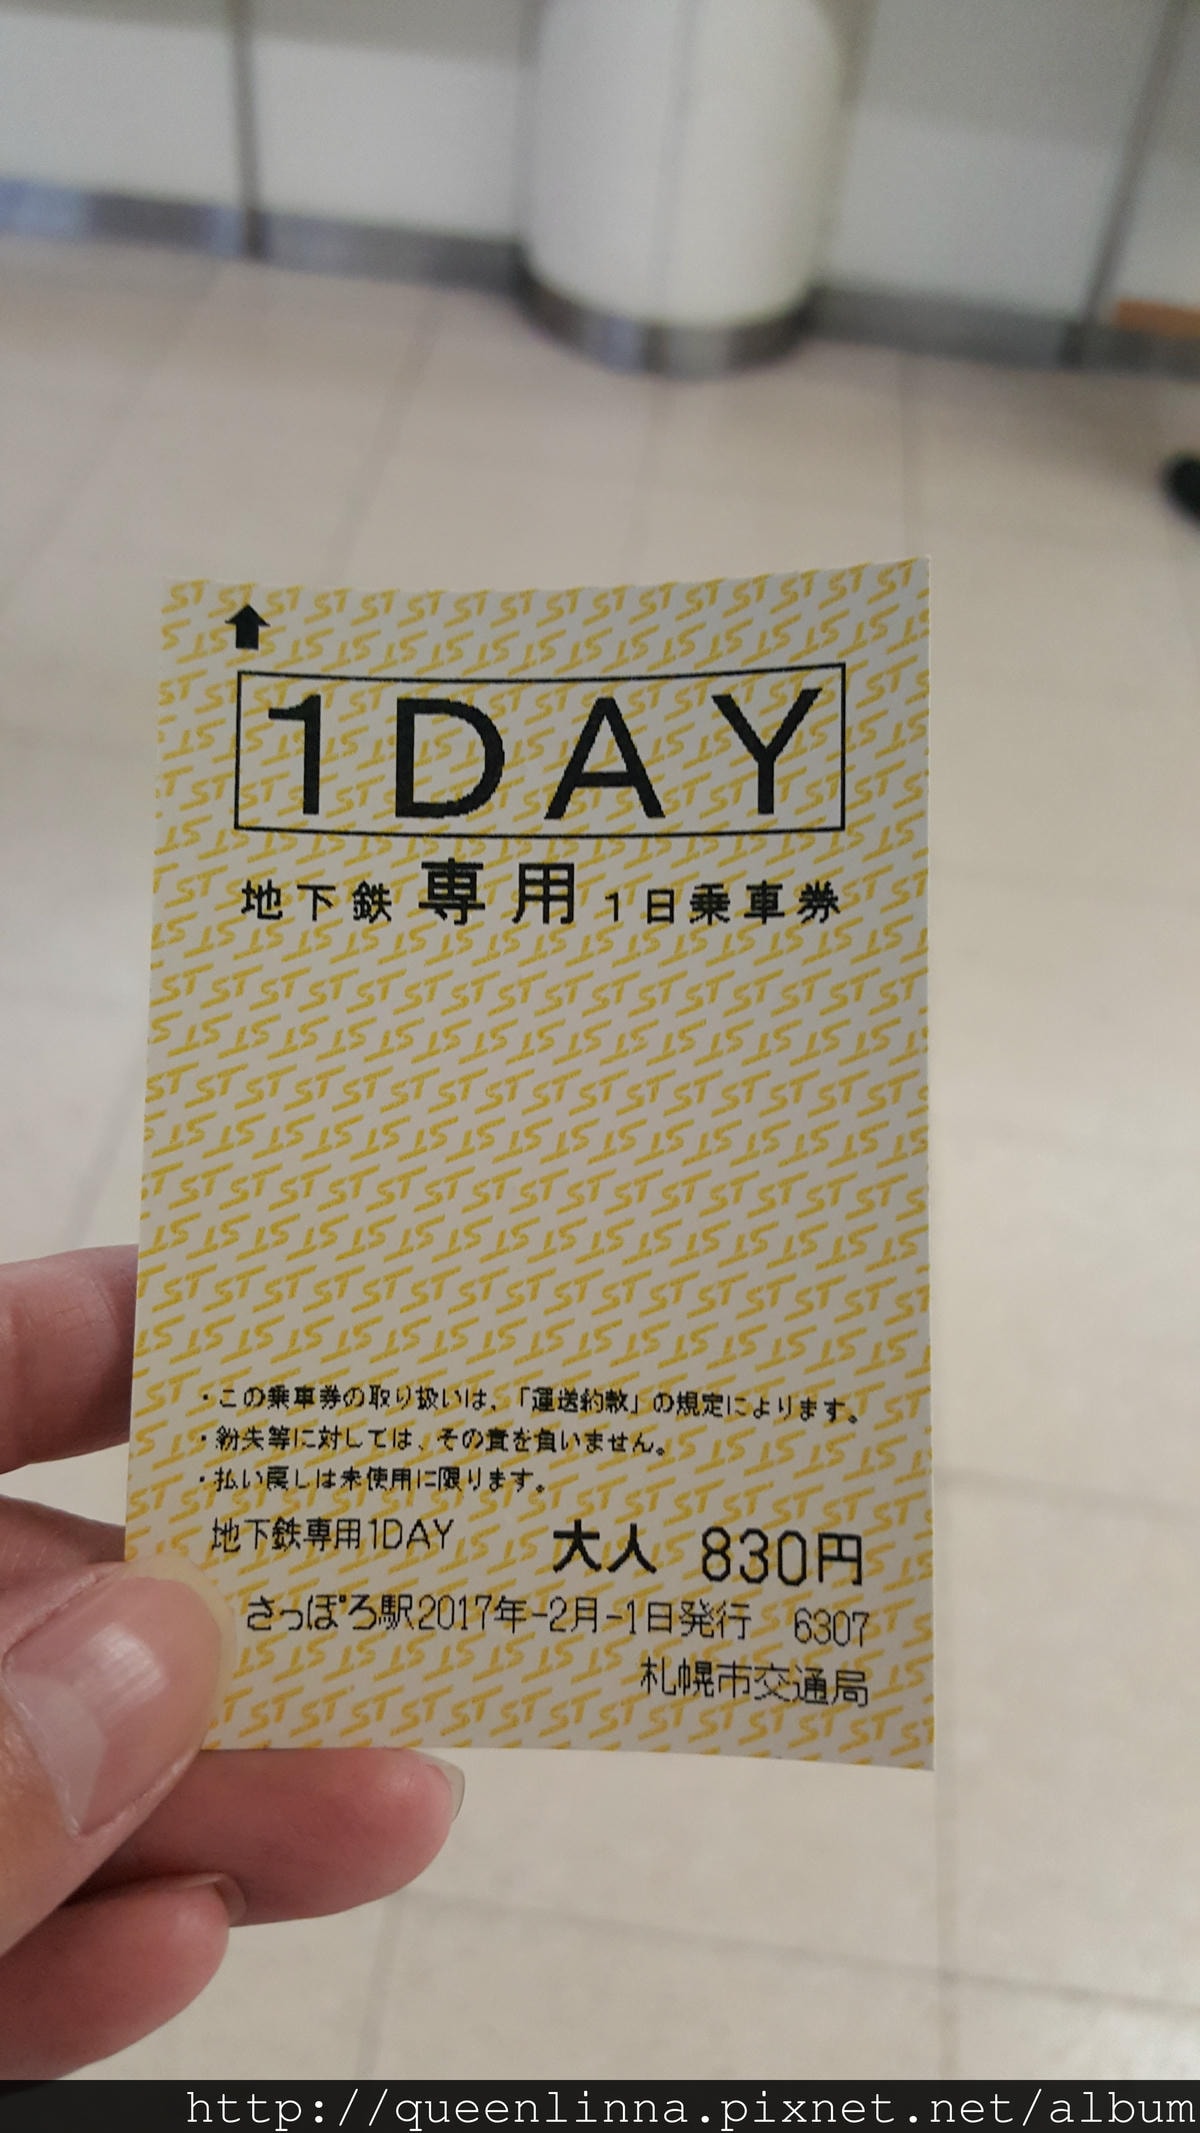 1DAY
地下鉄専用1日乗車券
・この乗車券の取り扱いは、「運送約款」の規定によります。
・紛失等に対しては、その責を負いません。
・払い戻しは未使用に限ります。
地下鉄専用1DAY 大人 830円
さっぽろ駅2017年-2月-1日発行 6307
札幌市交通局
http://queenlinna.pixnet.net/album